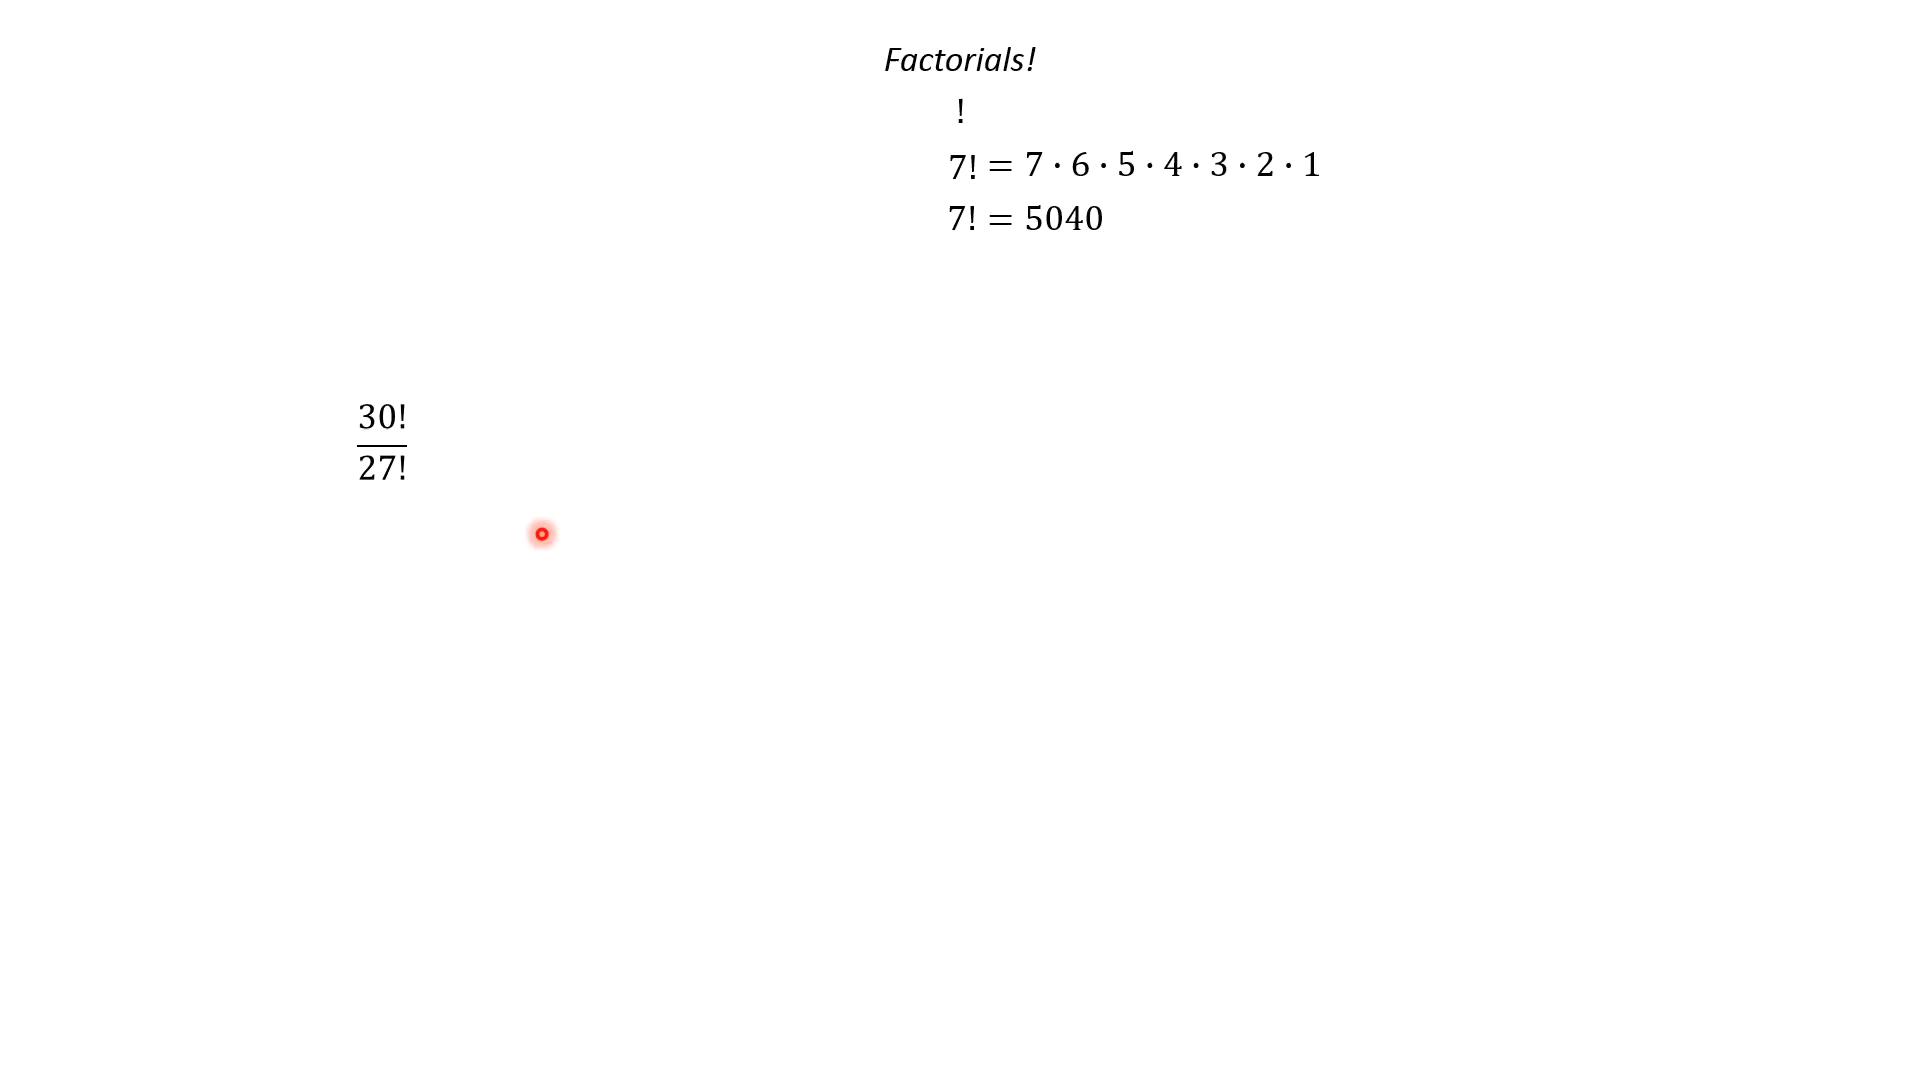 Factorials!
!
7! = 7 · 6 · 5 · 4 · 3 · 2 · 1
7! = 5040
30!
27!